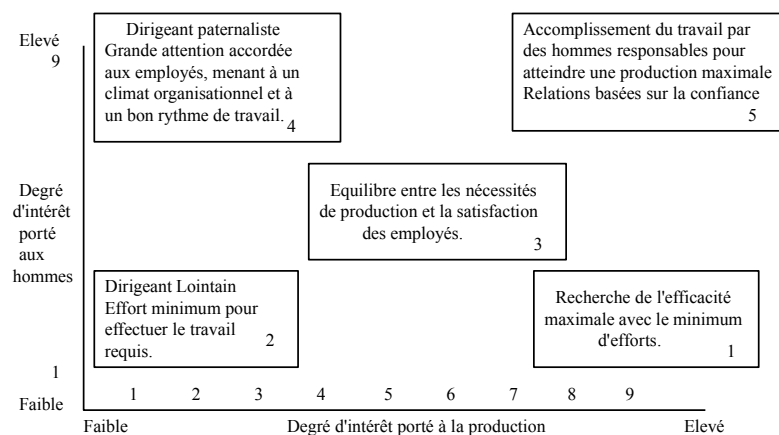 Elevé
9
Dirigeant paternaliste
Grande attention accordée
aux employés, menant à un
climat organisationnel et à
un bon rythme de travail.
4
Accomplissement du travail par
des hommes responsables pour
atteindre une production maximale
Relations basées sur la confiance
5
Degré
d'intérêt
porté
aux
hommes
Equilibre entre les nécessités
de production et la satisfaction
des employés.
3
Dirigeant Lointain
Effort minimum pour
effectuer le travail
requis.
2
Recherche de l'efficacité
maximale avec le minimum
d'efforts.
1
1
Faible
1 2 3 4 5 6 7 8 9
Faible Degré d'intérêt porté à la production Elevé